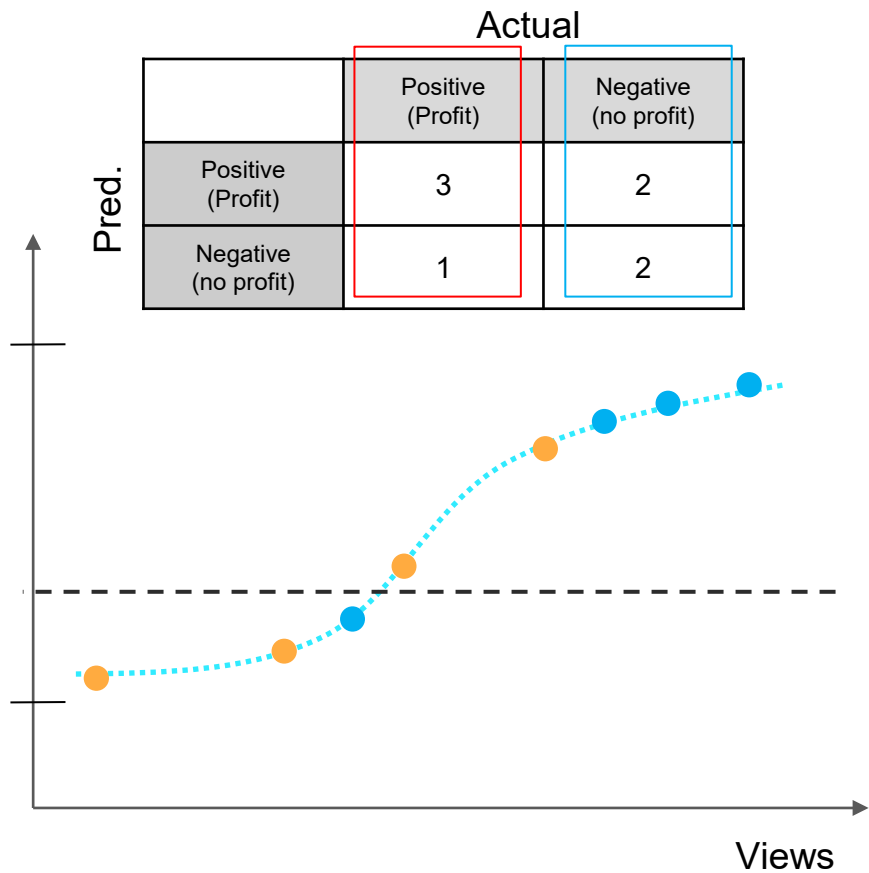 Actual
Positive
(Profit)
Negative
(no profit)
Pred.
Positive
(Profit)
3
2
Negative
(no profit)
1
2
Views